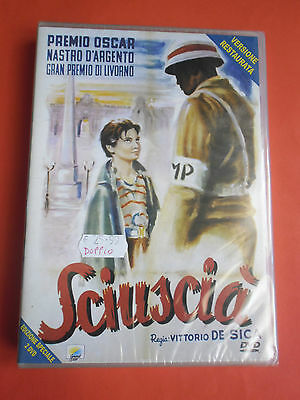 PREMIO OSCAR
NASTRO D'ARGENTO
GRAN PREMIO DI LIVORNO
VERSIONE
RESTAURATA
MP
DOPPIO
Sciuscià
Regia: VITTORIO DE SICA
DVD
EDIZIONE SPECIALE
2 DVD